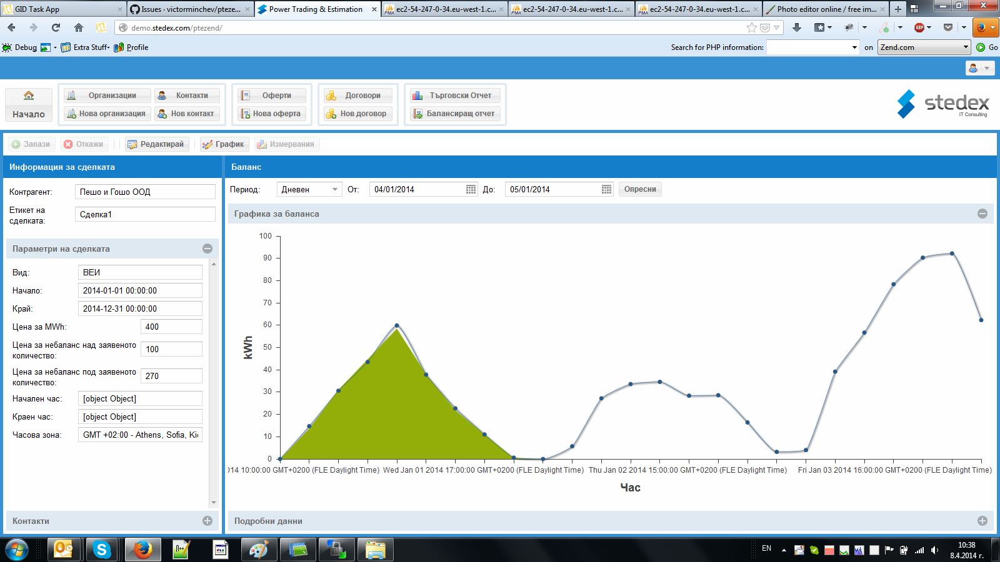 GID Task App
Issues · victorminchev/pteze...
Power Trading & Estimation
ec2-54-247-0-34.eu-west-1.c...
ec2-54-247-0-34.eu-west-1.c...
ec2-54-247-0-34.eu-west-1.c...
Photo editor online / free im...
demo.stedex.com/ptezend/
ABP
Debug
Extra Stuff
Profile
Search for PHP information:
on
Zend.com
Go
Начало
Организации
Контакти
Оферти
Договори
Търговски Отчет
Нова организация
Нов контакт
Нова оферта
Нов договор
Балансиращ отчет
stedex
IT Consulting
Запази
Откажи
Редактирай
График
Измервания
Информация за сделката
Контрагент:
Пешо и Гошо ООД
Етикет на
сделката:
Сделка1
Параметри на сделката
Вид:
ВЕИ
Начало:
2014-01-01 00:00:00
Край:
2014-12-31 00:00:00
Цена за MWh:
400
Цена за небаланс над заявеното
количество:
100
Цена за небаланс под заявеното
количество:
270
Начален час:
[object Object]
Краен час:
[object Object]
Часова зона:
GMT +02:00 - Athens, Sofia, Kie
Контакти
Баланс
Период:
Дневен
От:
04/01/2014
До:
05/01/2014
Опресни
Графика за баланса
100
90
80
70
60
50
40
30
20
10
0
kWh
014 10:00:00 GMT+0200 (FLE Daylight Time)
Wed Jan 01 2014 17:00:00 GMT+0200 (FLE Daylight Time)
Thu Jan 02 2014 15:00:00 GMT+0200 (FLE Daylight Time)
Fri Jan 03 2014 16:00:00 GMT+0200 (FLE Daylight Time)
Час
Подробни данни
EN
10:38
8.4.2014 г.